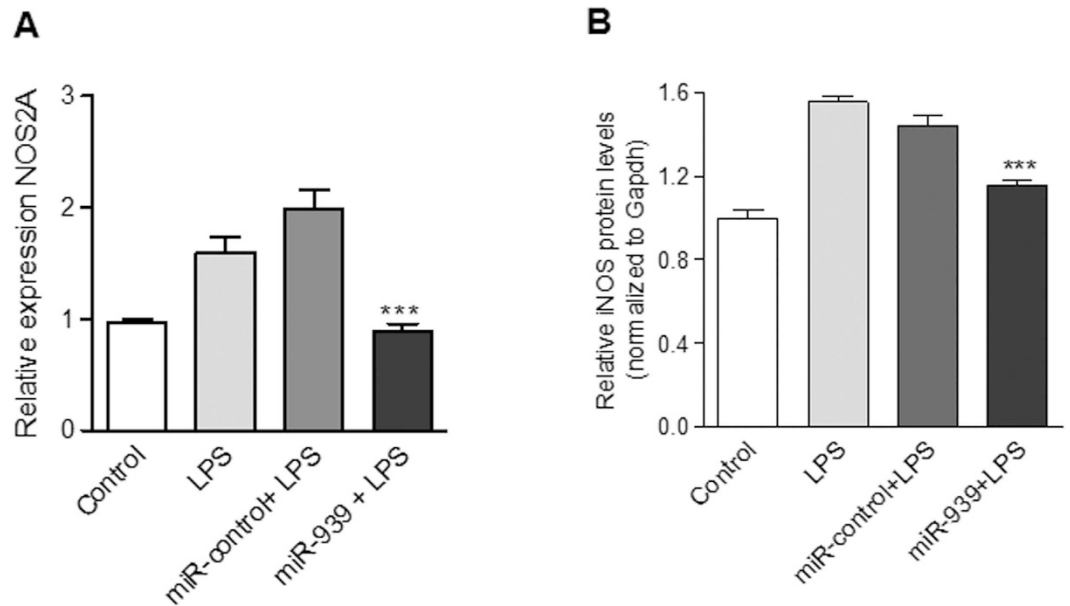 A
Relative expression NOS2A
3
2
1
0
***
Control
LPS
miR-control+ LPS
miR-939 + LPS
B
Relative iNOS protein levels
(normalized to Gapdh)
1.6
1.2
0.8
0.4
0.0
***
Control
LPS
miR-control+LPS
miR-939+LPS